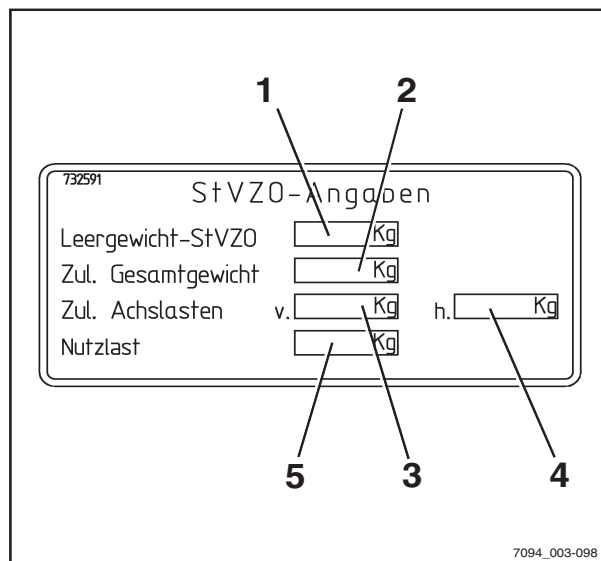 1 2
732591
StVZO-Angaben
Leergewicht-StVZO Kg
Zul. Gesamtgewicht Kg
Zul. Achslasten v. Kg h. Kg
Nutzlast Kg
5 3 4
7094_003-098